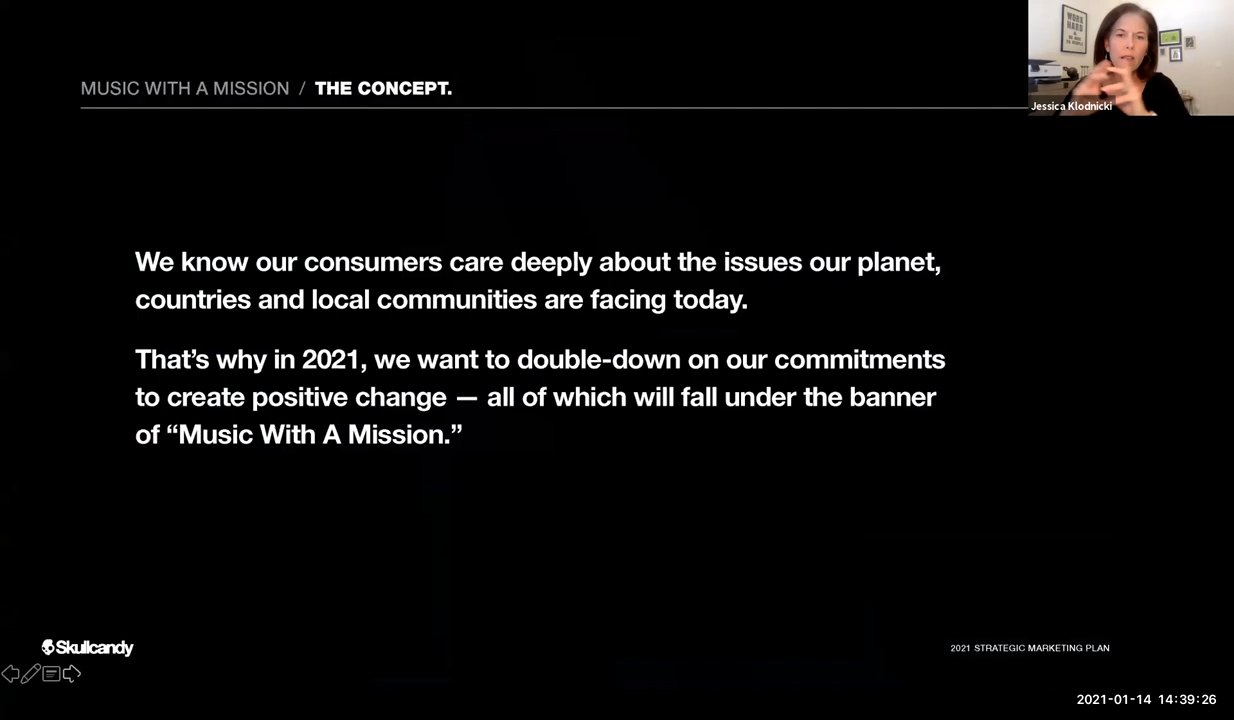 MUSIC WITH A MISSION / THE CONCEPT.
WORK
HARD
Jessica Klodnicki
We know our consumers care deeply about the issues our planet,
countries and local communities are facing today.
That’s why in 2021, we want to double-down on our commitments
to create positive change — all of which will fall under the banner
of “Music With A Mission.”
Skullcandy
2021 STRATEGIC MARKETING PLAN
2021-01-14 14:39:26